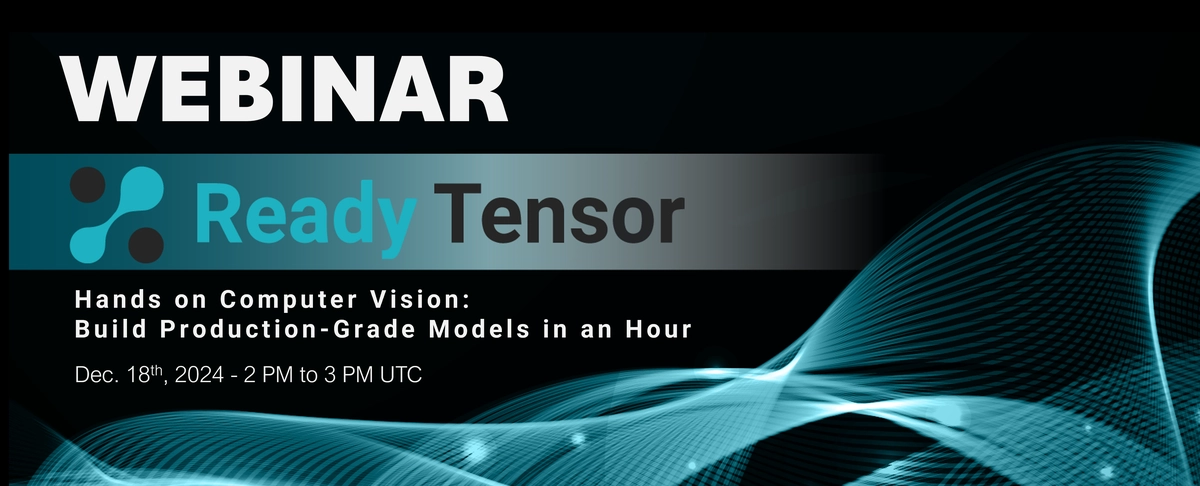 WEBINAR
Ready Tensor
Hands on Computer Vision:
Build Production-Grade Models in an Hour
Dec. 18th, 2024 - 2 PM to 3 PM UTC